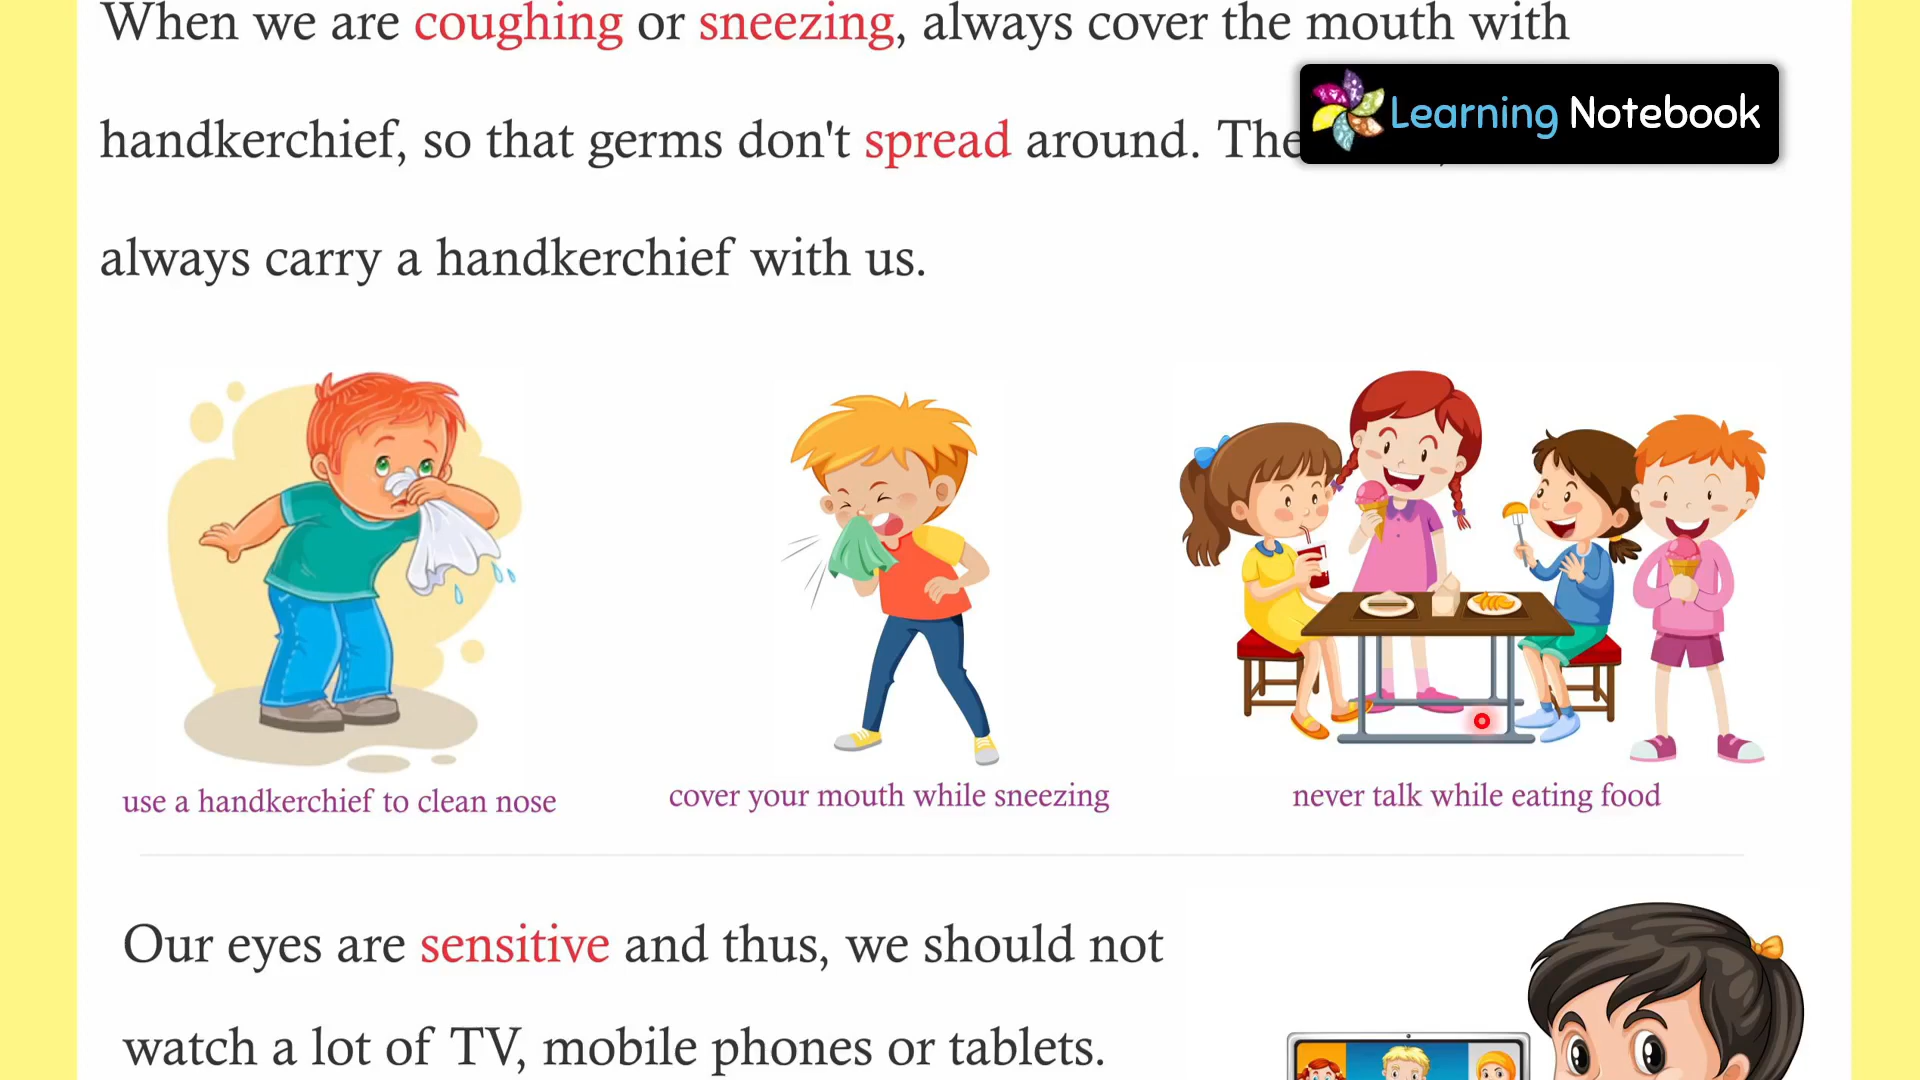 When we are coughing or sneezing, always cover the mouth with
Learning Notebook
handkerchief, so that germs don't spread around. The
always carry a handkerchief with us.
use a handkerchief to clean nose
cover your mouth while sneezing
never talk while eating food
Our eyes are sensitive and thus, we should not
watch a lot of TV, mobile phones or tablets.